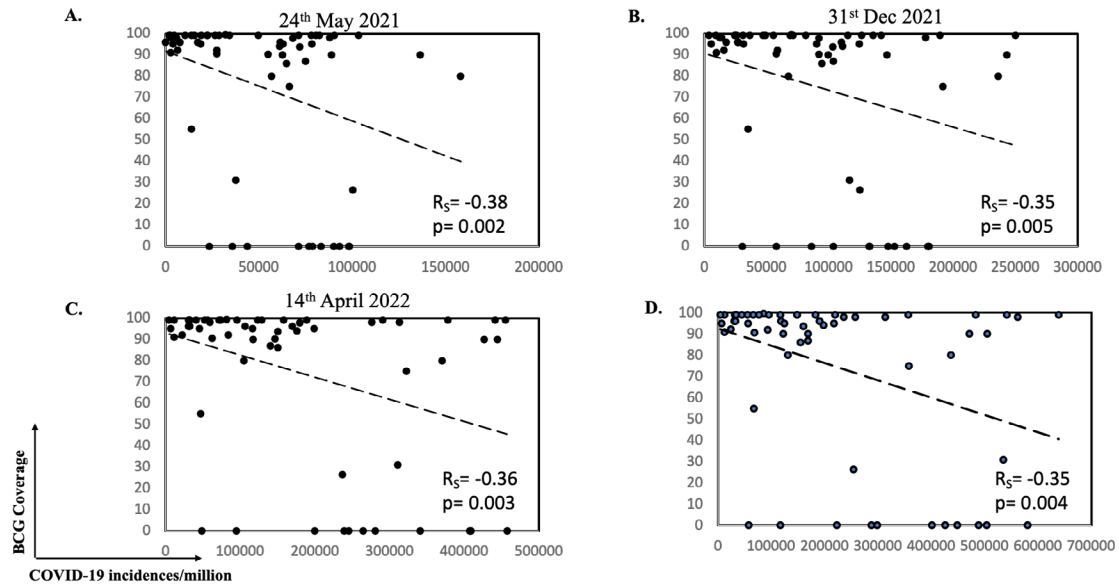 A.
24th May 2021
100
90
80
70
60
50
40
30
20
10
0
0 50000 100000 150000 200000
RS= -0.38
p= 0.002
B.
31st Dec 2021
100
90
80
70
60
50
40
30
20
10
0
0 50000 100000 150000 200000 250000 300000
RS= -0.35
p= 0.005
C.
14th April 2022
100
90
80
70
60
50
40
30
20
10
0
0 100000 200000 300000 400000 500000
RS= -0.36
p= 0.003
D.
100
90
80
70
60
50
40
30
20
10
0
0 100000 200000 300000 400000 500000 600000 700000
RS= -0.35
p= 0.004
BCG Coverage
COVID-19 incidences/million